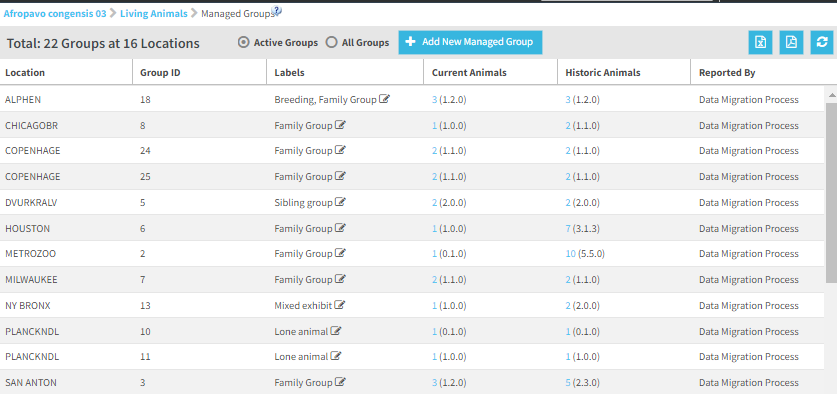 Afropavo congensis 03 > Living Animals > Managed Groups ?
Total: 22 Groups at 16 Locations Active Groups All Groups + Add New Managed Group
Location Group ID Labels Current Animals Historic Animals Reported By
ALPHEN 18 Breeding, Family Group 3 (1.2.0) 3 (1.2.0) Data Migration Process
CHICAGOBR 8 Family Group 1 (1.0.0) 2 (1.1.0) Data Migration Process
COPENHAGE 24 Family Group 2 (1.1.0) 2 (1.1.0) Data Migration Process
COPENHAGE 25 Family Group 2 (1.1.0) 2 (1.1.0) Data Migration Process
DVURKRALV 5 Sibling group 2 (2.0.0) 2 (2.0.0) Data Migration Process
HOUSTON 6 Family Group 1 (1.0.0) 7 (3.1.3) Data Migration Process
METROZOO 2 Family Group 1 (0.1.0) 10 (5.5.0) Data Migration Process
MILWAUKEE 7 Family Group 2 (1.1.0) 2 (1.1.0) Data Migration Process
NY BRONX 13 Mixed exhibit 1 (1.0.0) 2 (2.0.0) Data Migration Process
PLANCKNDL 10 Lone animal 1 (0.1.0) 1 (0.1.0) Data Migration Process
PLANCKNDL 11 Lone animal 1 (1.0.0) 1 (1.0.0) Data Migration Process
SAN ANTON 3 Family Group 3 (1.2.0) 5 (2.3.0) Data Migration Process